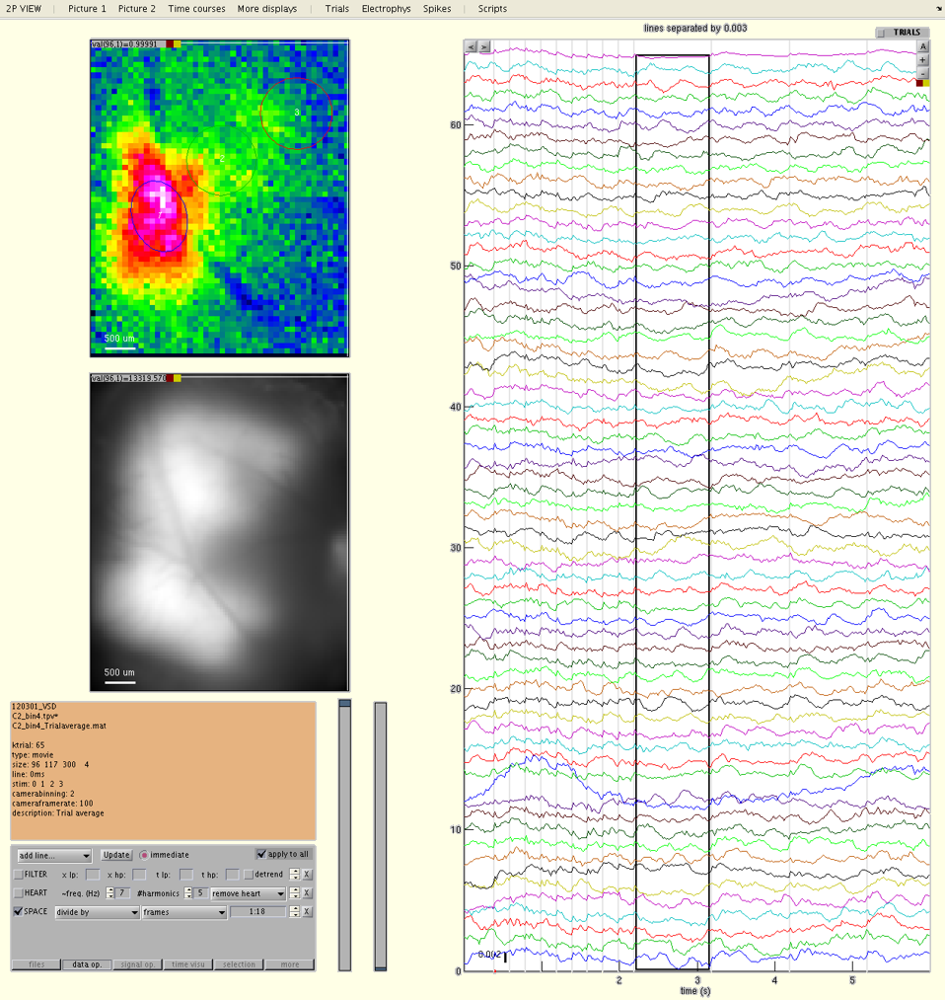 2P VIEW Picture 1 Picture 2 Time courses More displays Trials Electrophy Spikes Scripts
lines separated by 0.003
TRIALS
val(96,1)=0.99991
A
+
-
3
2
1
500 um
val(96,1)=13319.570
500 um
60
50
40
30
20
10
0
0.002
2 3 4 5
time (s)
120301_VSD
C2_bin4.tpv*
C2_bin4_Trialaverage.mat
ktrial: 65
type: movie
size: 96 117 300 4
line: 0ms
stim: 0 1 2 3
camerabinning: 2
cameraframerate: 100
description: Trial average
add line... Update immediate apply to all
FILTER x lp: x hp: t lp: t hp: detrend X
HEART ~freq. (Hz) 7 #harmonics 5 remove heart X
SPACE divide by frames 1:18 X
files data op. signal op. time visu selection more